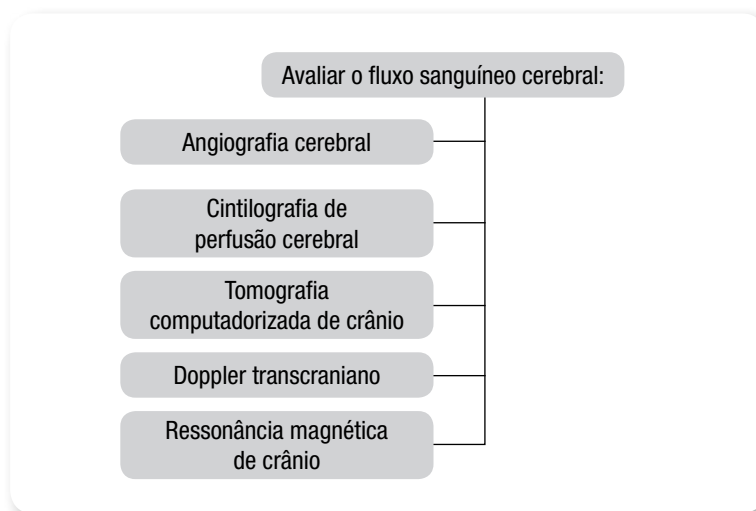 Avaliar o fluxo sanguíneo cerebral:
Angiografia cerebral
Cintilografia de
perfusão cerebral
Tomografia
computadorizada de crânio
Doppler transcraniano
Ressonância magnética
de crânio